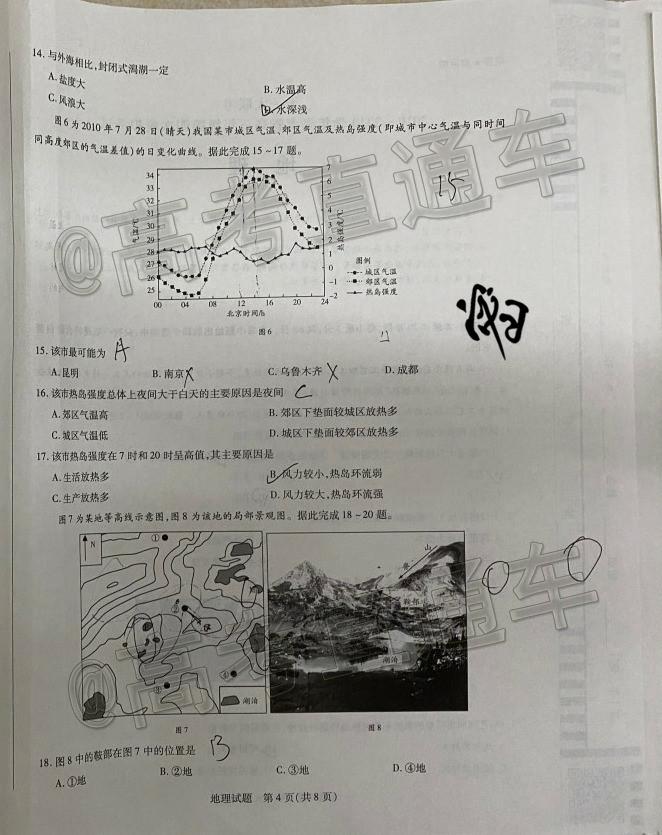 14. 与外海相比,封闭式潟湖一定
A. 盐度大 B. 水温高
C. 风浪大 D. 水深浅
图6为2010年7月28日(晴天)我国某市城区气温、郊区气温及热岛强度(即城市中心气温与同时间
同高度郊区的气温差值)的日变化曲线。据此完成15~17题。
气温/℃
34
33
32
31
30
29
28
27
26
25
7
6
5
4
3
2
1
0
-1
-2
热岛强度/℃
00 04 08 12 16 20 24
北京时间/h
图例
城区气温
郊区气温
热岛强度
图6
15
15. 该市最可能为 A
A. 昆明 B. 南京 C. 乌鲁木齐 D. 成都
16. 该市热岛强度总体上夜间大于白天的主要原因是夜间 C
A. 郊区气温高 B. 郊区下垫面较城区放热多
C. 城区气温低 D. 城区下垫面较郊区放热多
17. 该市热岛强度在7时和20时呈高值,其主要原因是
A. 生活放热多 B. 风力较小,热岛环流弱
C. 生产放热多 D. 风力较大,热岛环流强
图7为某地等高线示意图,图8为该地的局部景观图。据此完成18~20题。
N
①
②
③
④
湖泊
山
脊
鞍部
湖泊
图7 图8
18. 图8中的鞍部在图7中的位置是 B
A. ①地 B. ②地 C. ③地 D. ④地
地理试题 第4页(共8页)
@高考直通车
@高考直通车